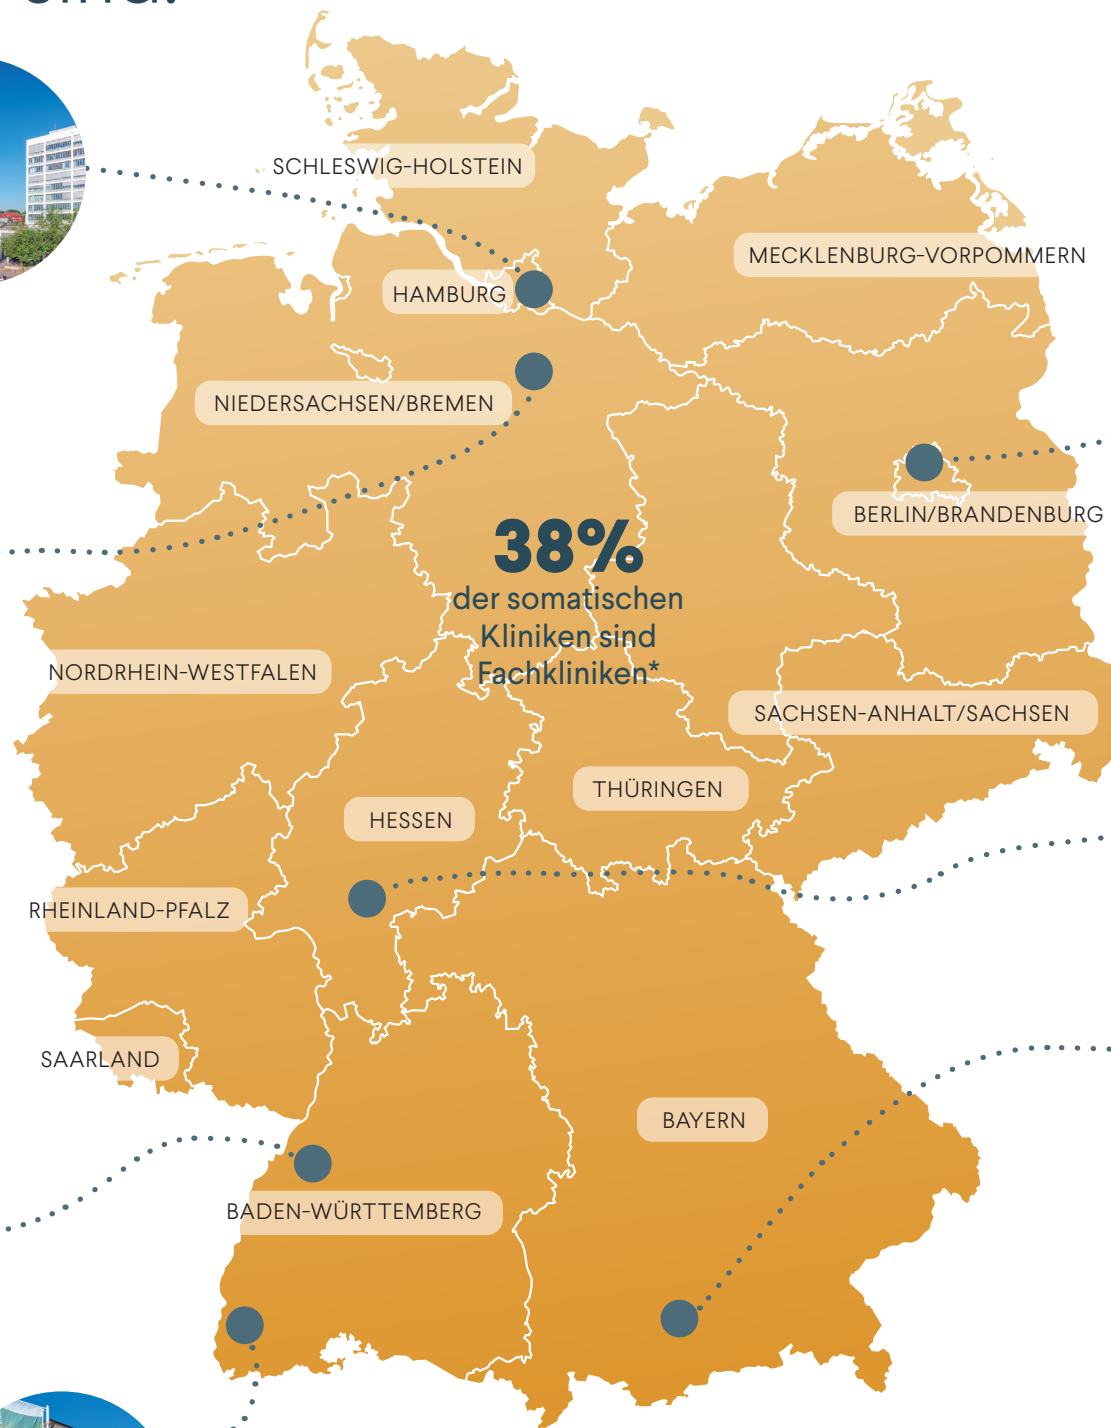 sind.
SCHLESWIG-HOLSTEIN
MECKLENBURG-VORPOMMERN
HAMBURG
NIEDERSACHSEN/BREMEN
BERLIN/BRANDENBURG
38%
der somatischen
Kliniken sind
Fachkliniken*
NORDRHEIN-WESTFALEN
SACHSEN-ANHALT/SACHSEN
THÜRINGEN
HESSEN
RHEINLAND-PFALZ
SAARLAND
BAYERN
BADEN-WÜRTTEMBERG